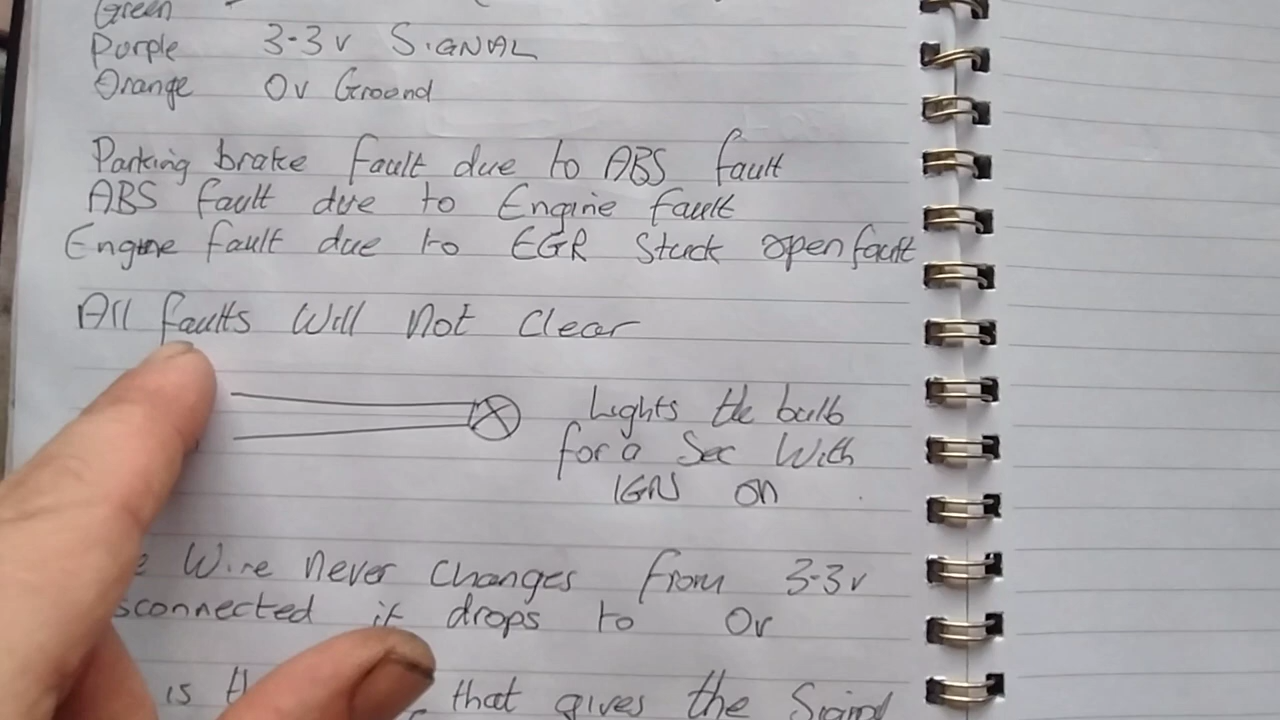 Green
Purple 3.3v SIGNAL
Orange 0v Ground
Parking brake fault due to ABS fault
ABS fault due to Engine fault
Engine fault due to EGR Stuck open fault
All faults Will not Clear
Lights the bulb
for a Sec With
IGN on
Wire never changes from 3.3v
it drops to 0v
is that gives the Signal